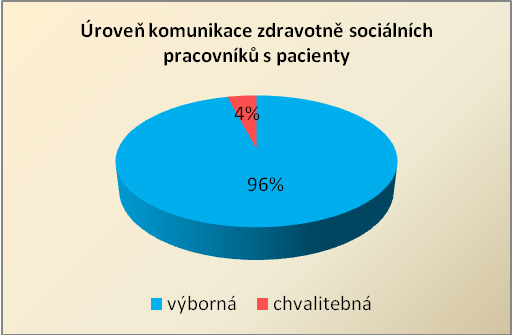 Úroveň komunikace zdravotně sociálních
pracovníků s pacienty
4%
96%
výborná chvalitebná